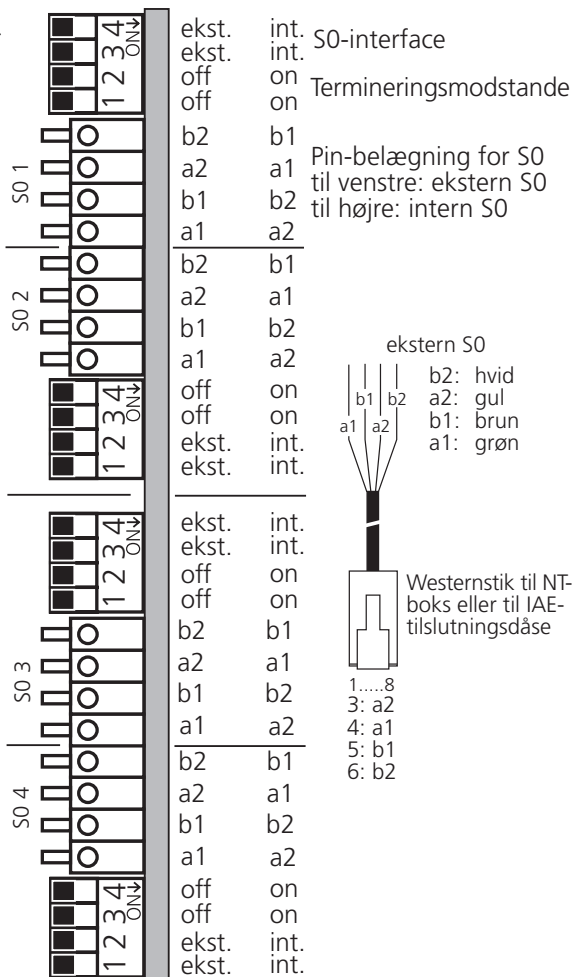 ekst. int. S0-interface
ekst. int.
off on Termineringsmodstande
off on
1 2 3 4
ON
S0 1
b2 b1
a2 a1 Pin-belægning for S0
b1 b2 til venstre: ekstern S0
a1 a2 til højre: intern S0
S0 2
b2 b1
a2 a1
b1 b2
a1 a2
off on
off on
ekst. int.
ekst. int.
1 2 3 4
ON
ekstern S0
b2: hvid
a2: gul
b1: brun
a1: grøn
b1 b2
a1 a2
Westernstik til NT-
boks eller til IAE-
tilslutningsdåse
1.....8
3: a2
4: a1
5: b1
6: b2
ekst. int.
ekst. int.
off on
off on
1 2 3 4
ON
S0 3
b2 b1
a2 a1
b1 b2
a1 a2
S0 4
b2 b1
a2 a1
b1 b2
a1 a2
off on
off on
ekst. int.
ekst. int.
1 2 3 4
ON